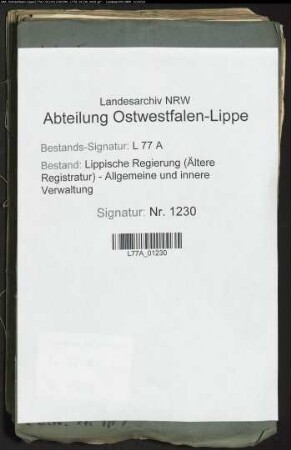 Landesarchiv NRW
Abteilung Ostwestfalen-Lippe
Bestands-Signatur: L 77 A
Bestand: Lippische Regierung (Ältere
Registratur) - Allgemeine und innere
Verwaltung
Signatur: Nr. 1230
L77A_01230